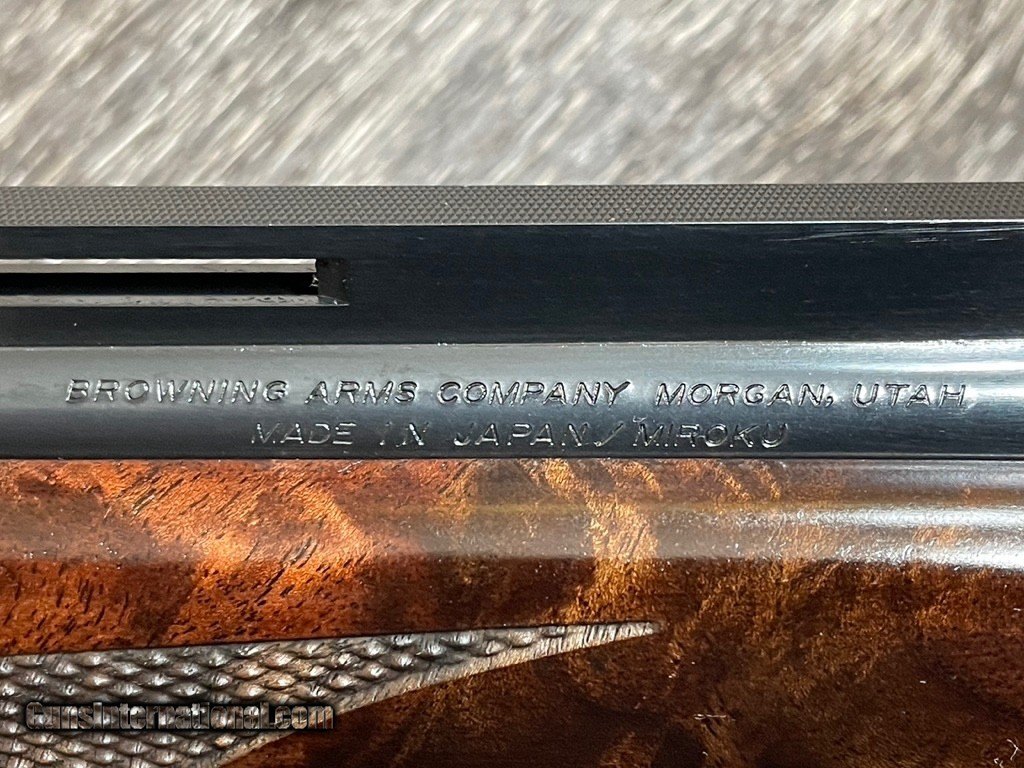 BROWNING ARMS COMPANY MORGAN, UTAH
MADE IN JAPAN/MIROKU
GunsInternational.com